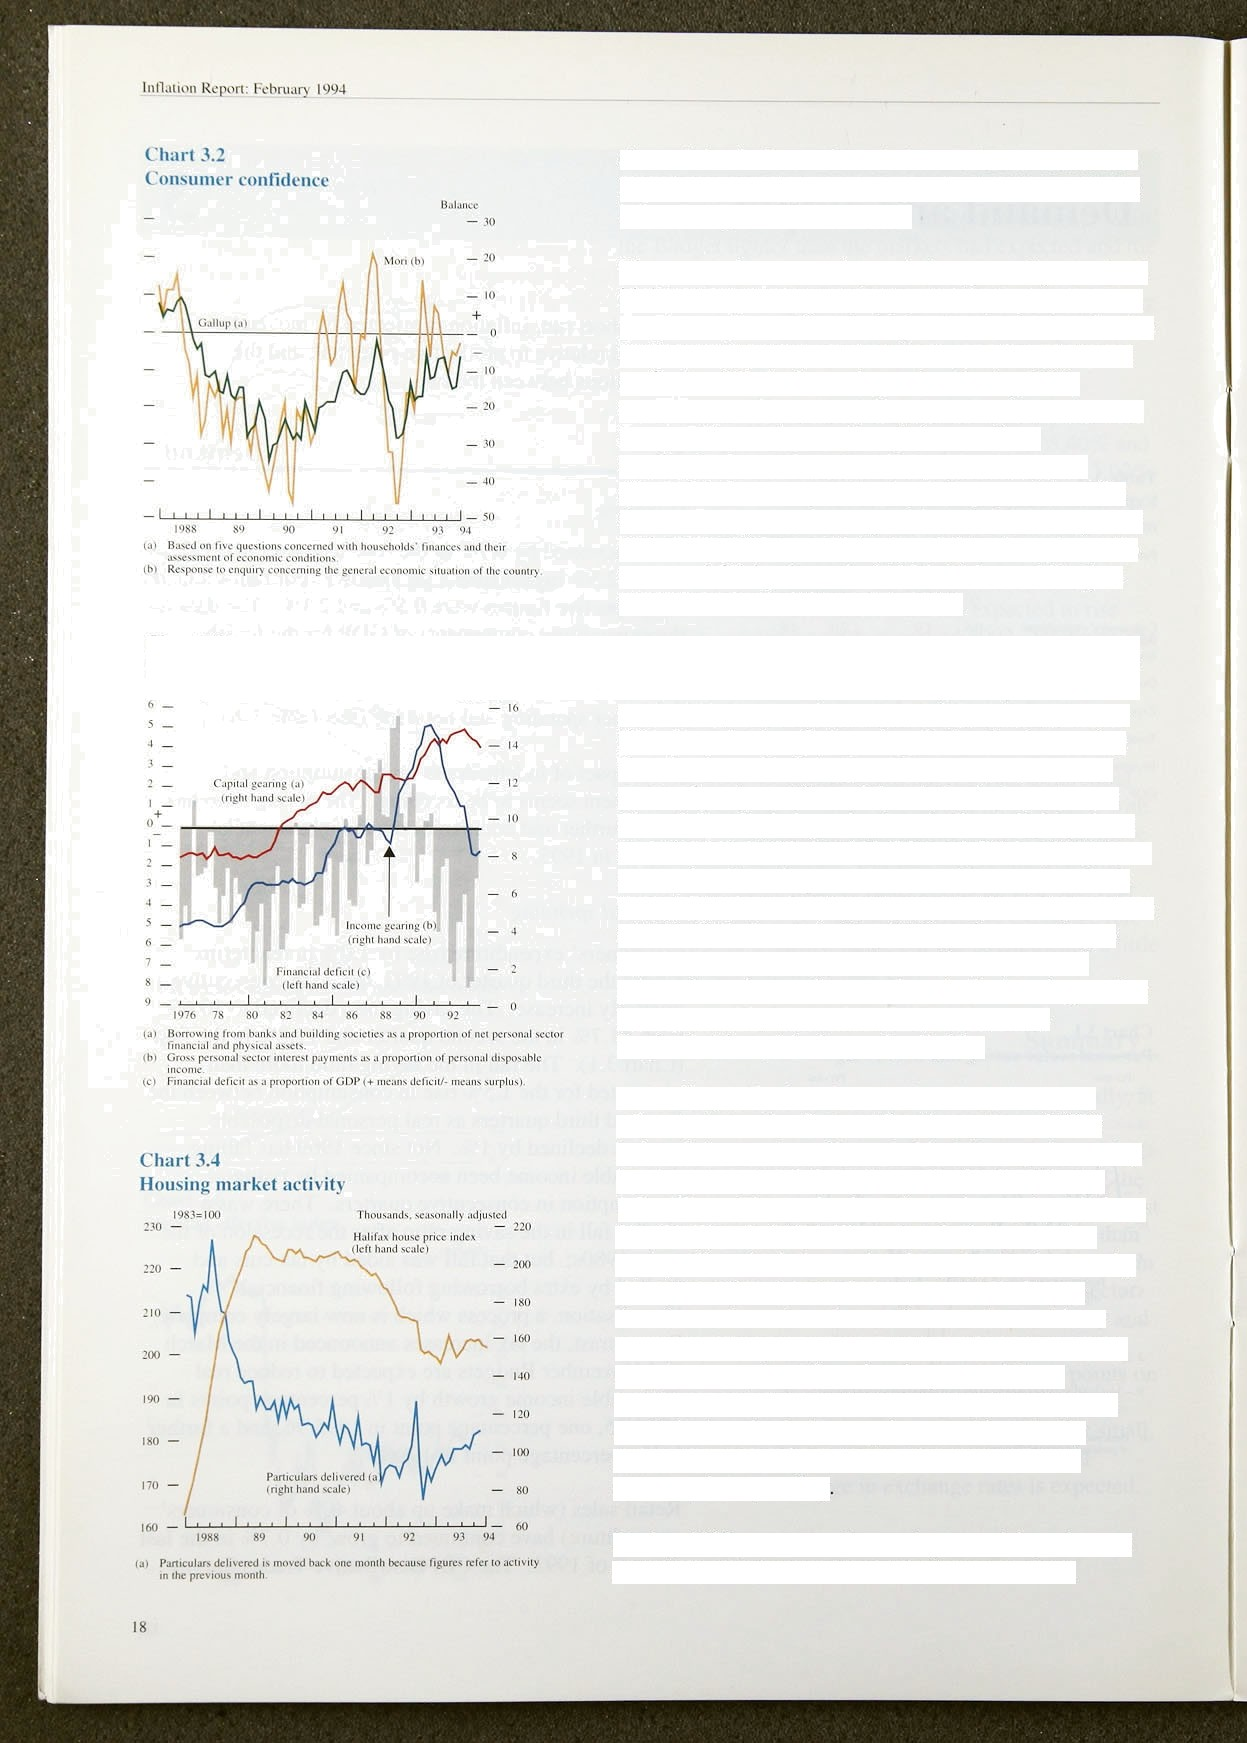 Inflation Report: February 1994
Chart 3.2
Consumer confidence
Balance
30
20
10
+
0
–
10
20
30
40
50
Mori (b)
Gallup (a)
1988 89 90 91 92 93 94
(a) Based on five questions concerned with households' finances and their
assessment of economic conditions.
(b) Response to enquiry concerning the general economic situation of the country.
6
5
4
3
2
1
+
0
–
1
2
3
4
5
6
7
8
9
16
14
12
10
8
6
4
2
0
Capital gearing (a)
(right hand scale)
Income gearing (b)
(right hand scale)
Financial deficit (c)
(left hand scale)
1976 78 80 82 84 86 88 90 92
(a) Borrowing from banks and building societies as a proportion of net personal sector
financial and physical assets.
(b) Gross personal sector interest payments as a proportion of personal disposable
income.
(c) Financial deficit as a proportion of GDP (+ means deficit/- means surplus).
Chart 3.4
Housing market activity
1983=100
Thousands, seasonally adjusted
230
220
210
200
190
180
170
160
220
200
180
160
140
120
100
80
60
Halifax house price index
(left hand scale)
Particulars delivered (a)
(right hand scale)
1988 89 90 91 92 93 94
(a) Particulars delivered is moved back one month because figures refer to activity
in the previous month.
18